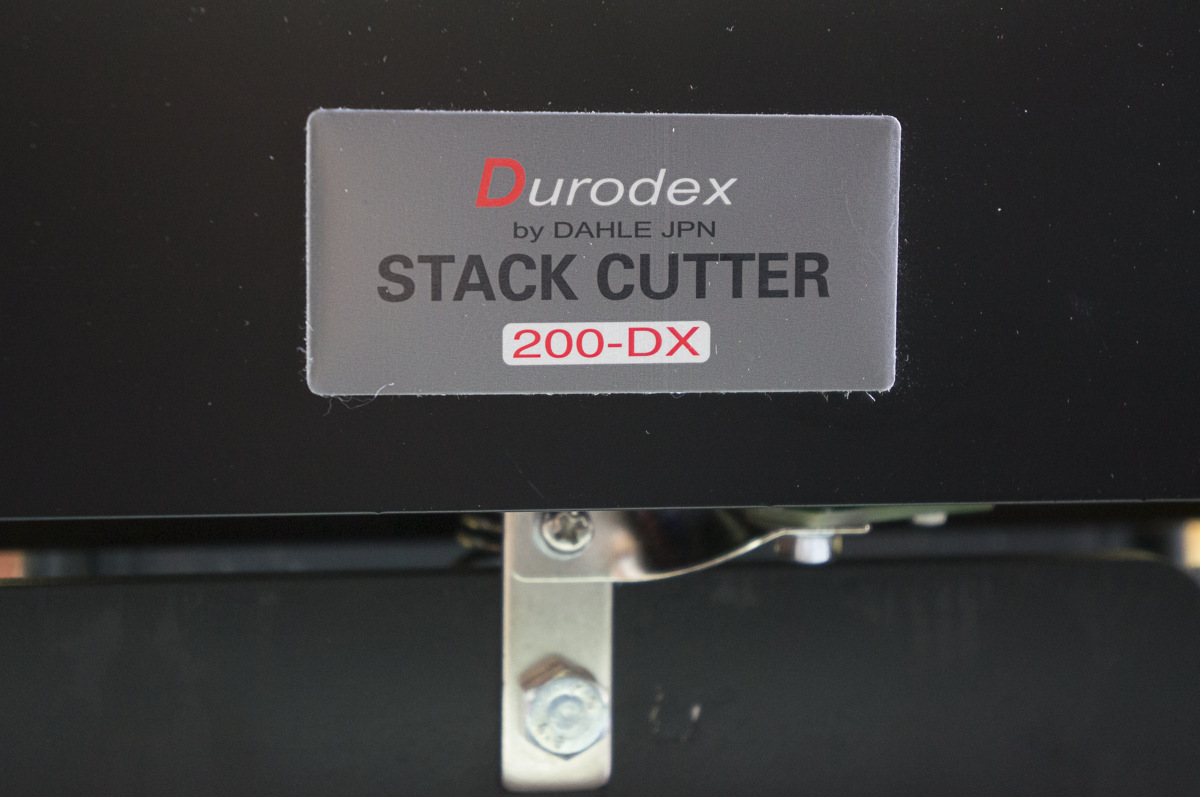 Durodex
by DAHLE JPN
STACK CUTTER
200-DX